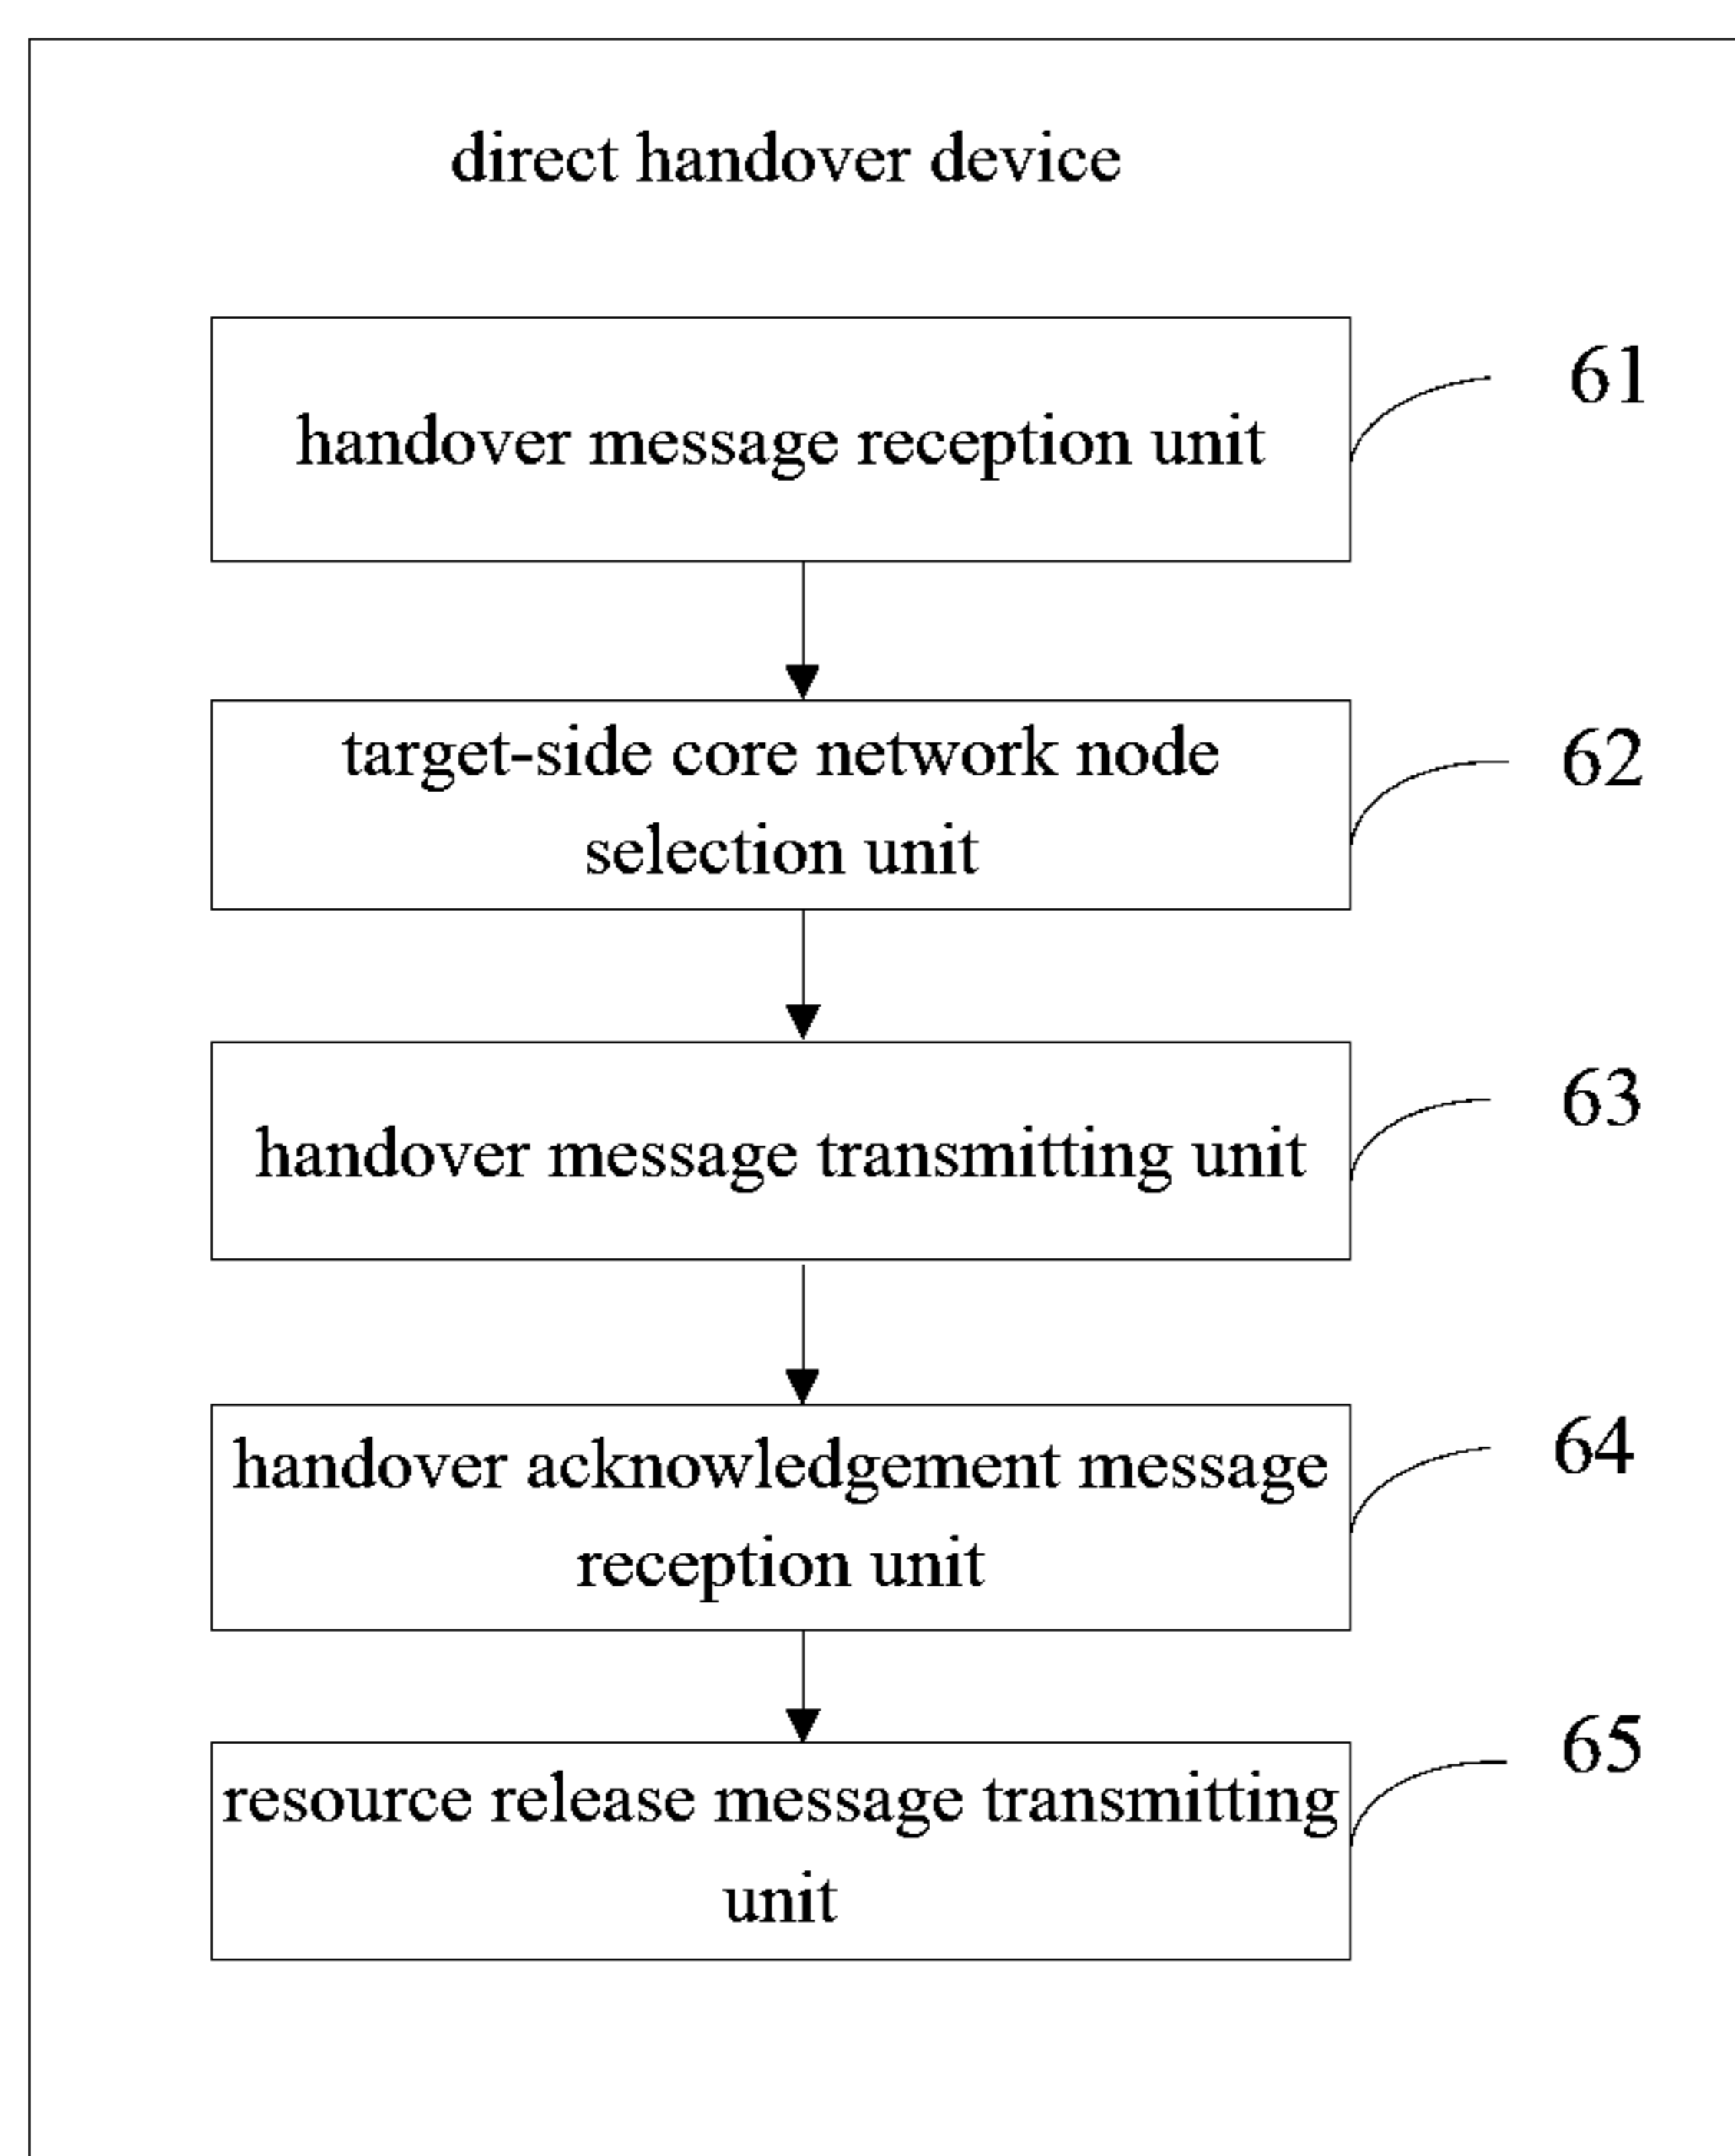 direct handover device
handover message reception unit
61
target-side core network node
selection unit
62
handover message transmitting unit
63
handover acknowledgement message
reception unit
64
resource release message transmitting
unit
65